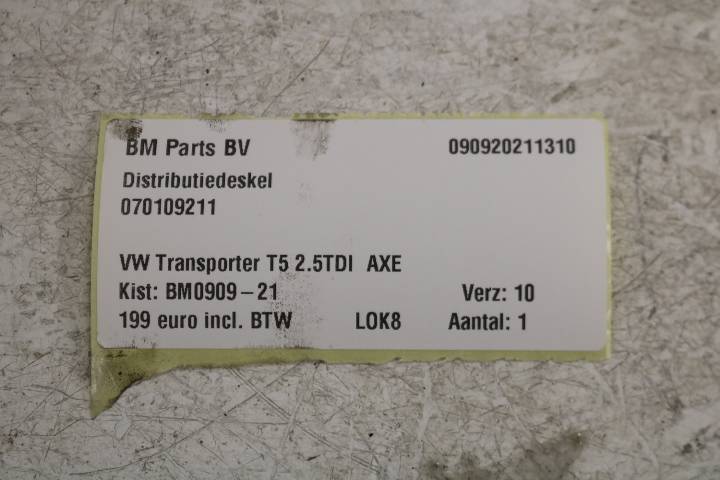 BM Parts BV 090920211310
Distributiedeskel
070109211
VW Transporter T5 2.5TDI AXE
Kist: BM0909-21 Verz: 10
199 euro incl. BTW LOK8 Aantal: 1